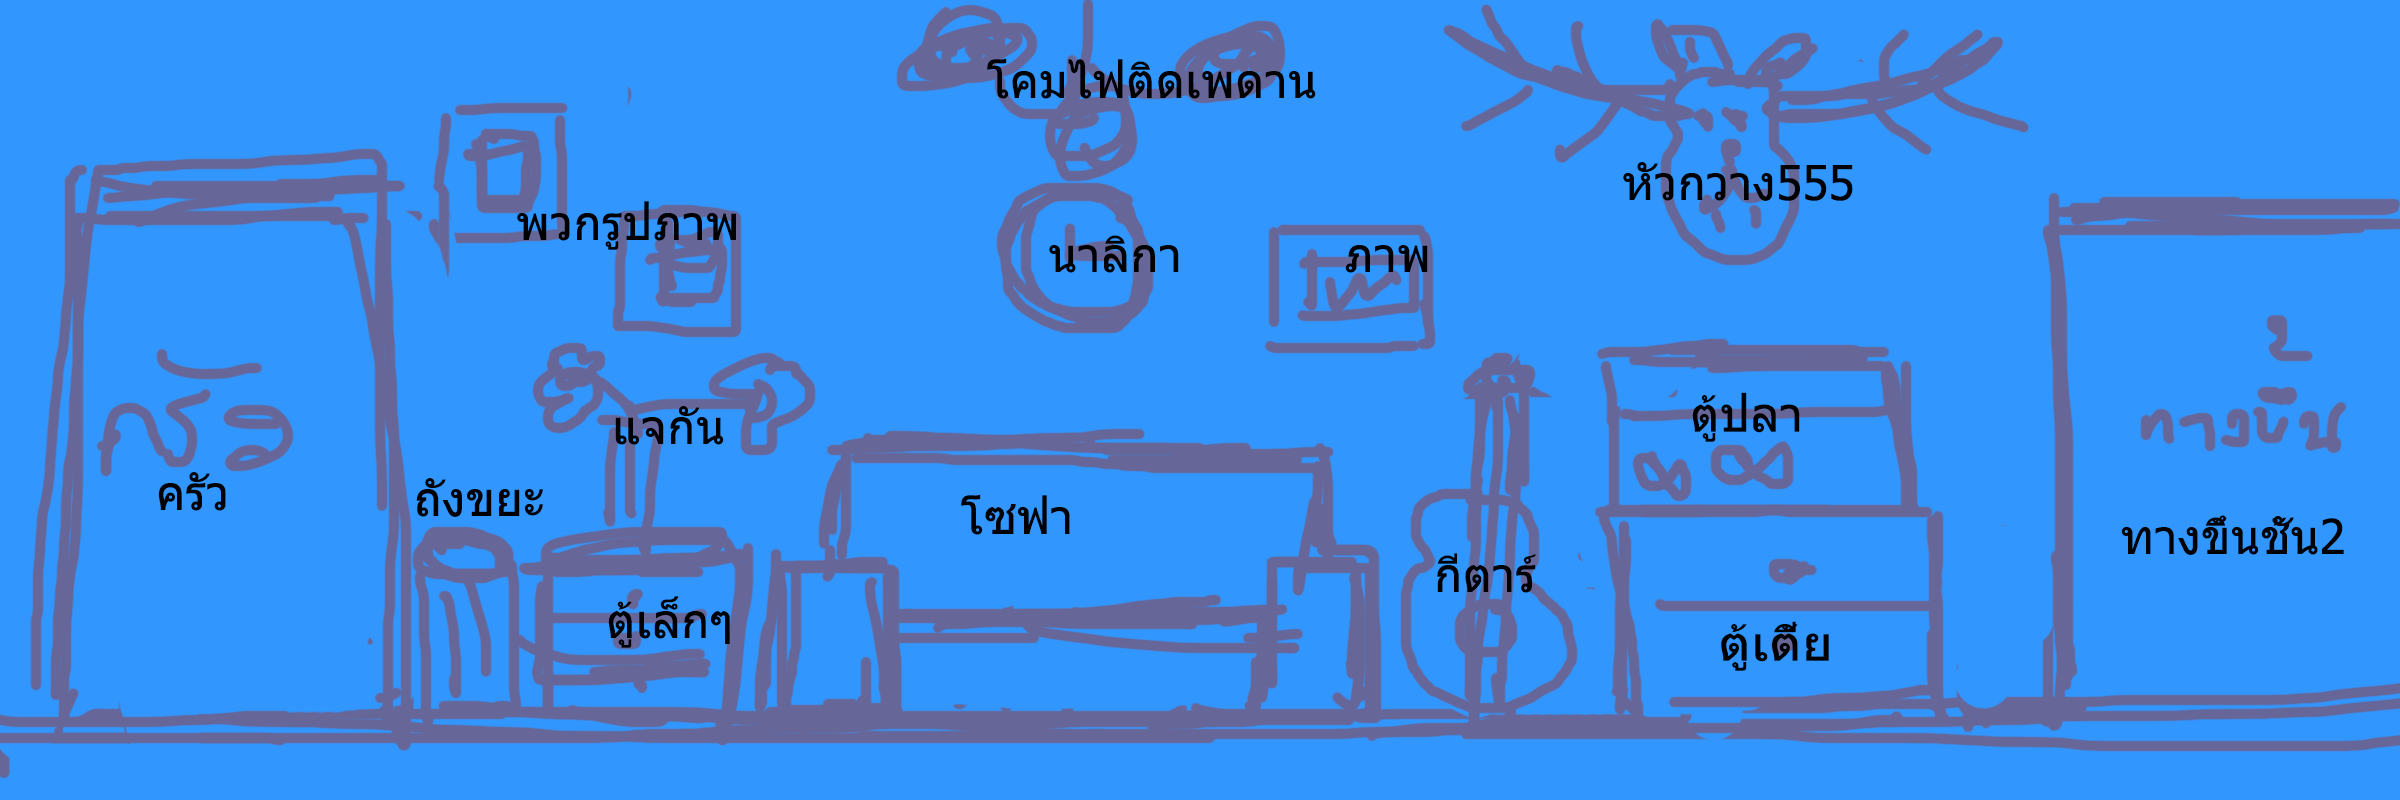 โคมไฟติดเพดาน
หัวกวาง555
พวกรูปภาพ
นาลิกา
ภาพ
ครัว
ทางขึ้น
แจกัน
ตู้ปลา
ครัว
ถังขยะ
โซฟา
กีตาร์
ทางขึ้นชั้น2
ตู้เล็กๆ
ตู้เตี้ย